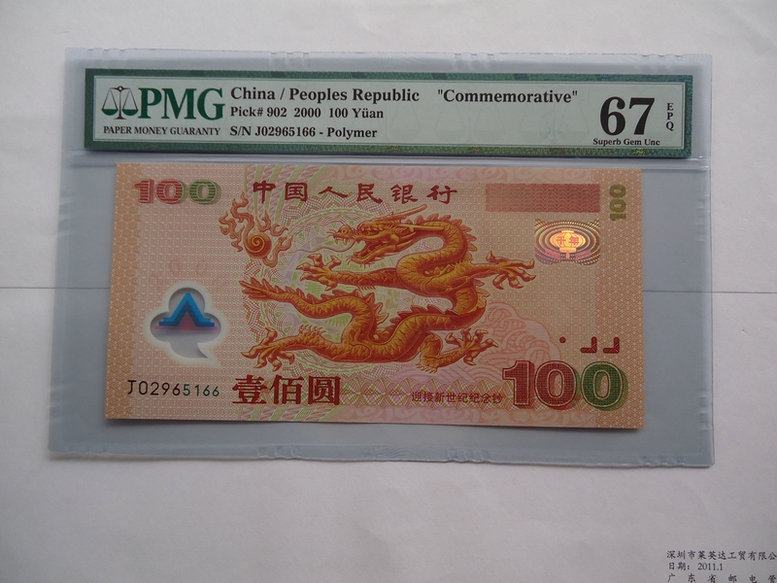 PMG
PAPER MONEY GUARANTY
China / Peoples Republic "Commemorative"
Pick# 902 2000 100 Yüan
S/N J02965166 - Polymer
67 EPQ
Superb Gem Unc
100
中国人民银行
100
J02965166
壹佰圆
迎接新世纪纪念钞
100
深圳市莱英达工贸有限公
日期: 2011.1
广东省邮电